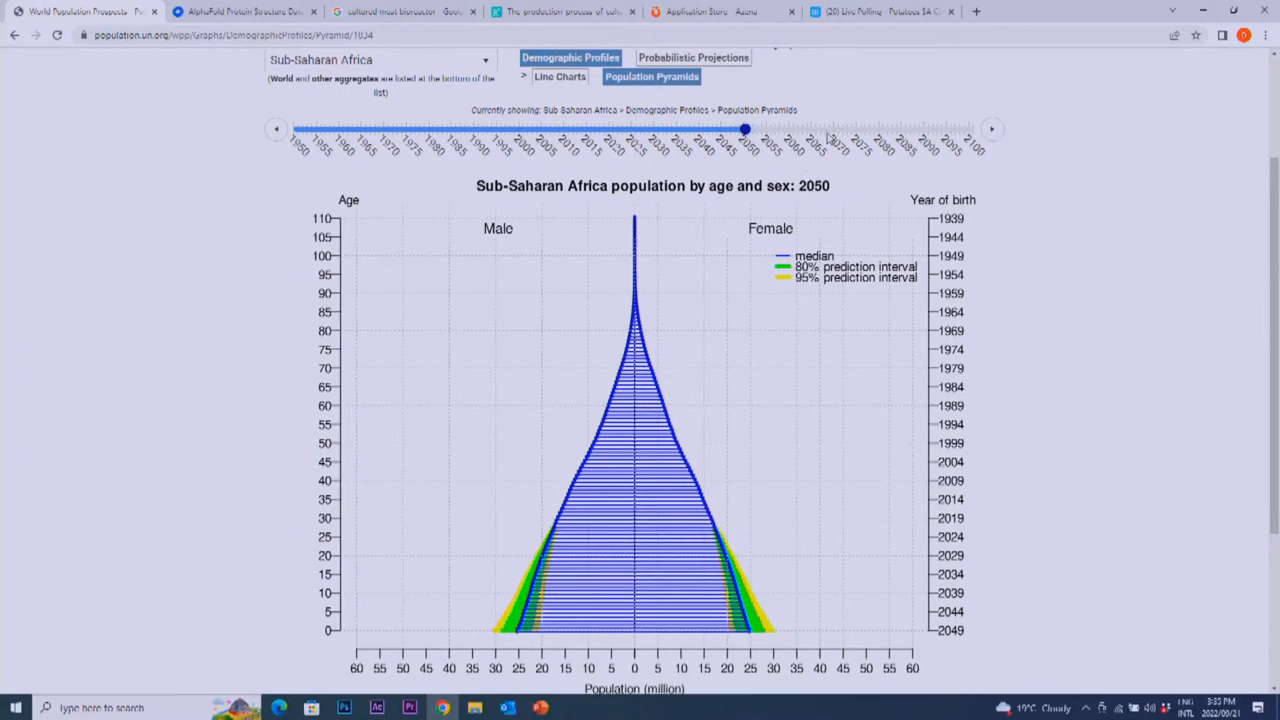 World Population Prospects - Po
AlphaFold Protein Structure Data
cultured meat bioreactor - Goog
The production process of cultu
Application Store - Azena
(20) Live Polling - Potatoes SA C
population.un.org/wpp/Graphs/DemographicProfiles/Pyramid/1834
Sub-Saharan Africa
Demographic Profiles
Probabilistic Projections
(World and other aggregates are listed at the bottom of the list)
> Line Charts
Population Pyramids
Currently showing: Sub-Saharan Africa > Demographic Profiles > Population Pyramids
1950 1955 1960 1965 1970 1975 1980 1985 1990 1995 2000 2005 2010 2015 2020 2025 2030 2035 2040 2045 2050 2055 2060 2065 2070 2075 2080 2085 2090 2095 2100
Sub-Saharan Africa population by age and sex: 2050
Age
Year of birth
Male
Female
median
80% prediction interval
95% prediction interval
110 1939
105 1944
100 1949
95 1954
90 1959
85 1964
80 1969
75 1974
70 1979
65 1984
60 1989
55 1994
50 1999
45 2004
40 2009
35 2014
30 2019
25 2024
20 2029
15 2034
10 2039
5 2044
0 2049
60 55 50 45 40 35 30 25 20 15 10 5 0 5 10 15 20 25 30 35 40 45 50 55 60
Population (million)
Type here to search
19°C Cloudy
ENG
INTL
3:35 PM
2022/09/21